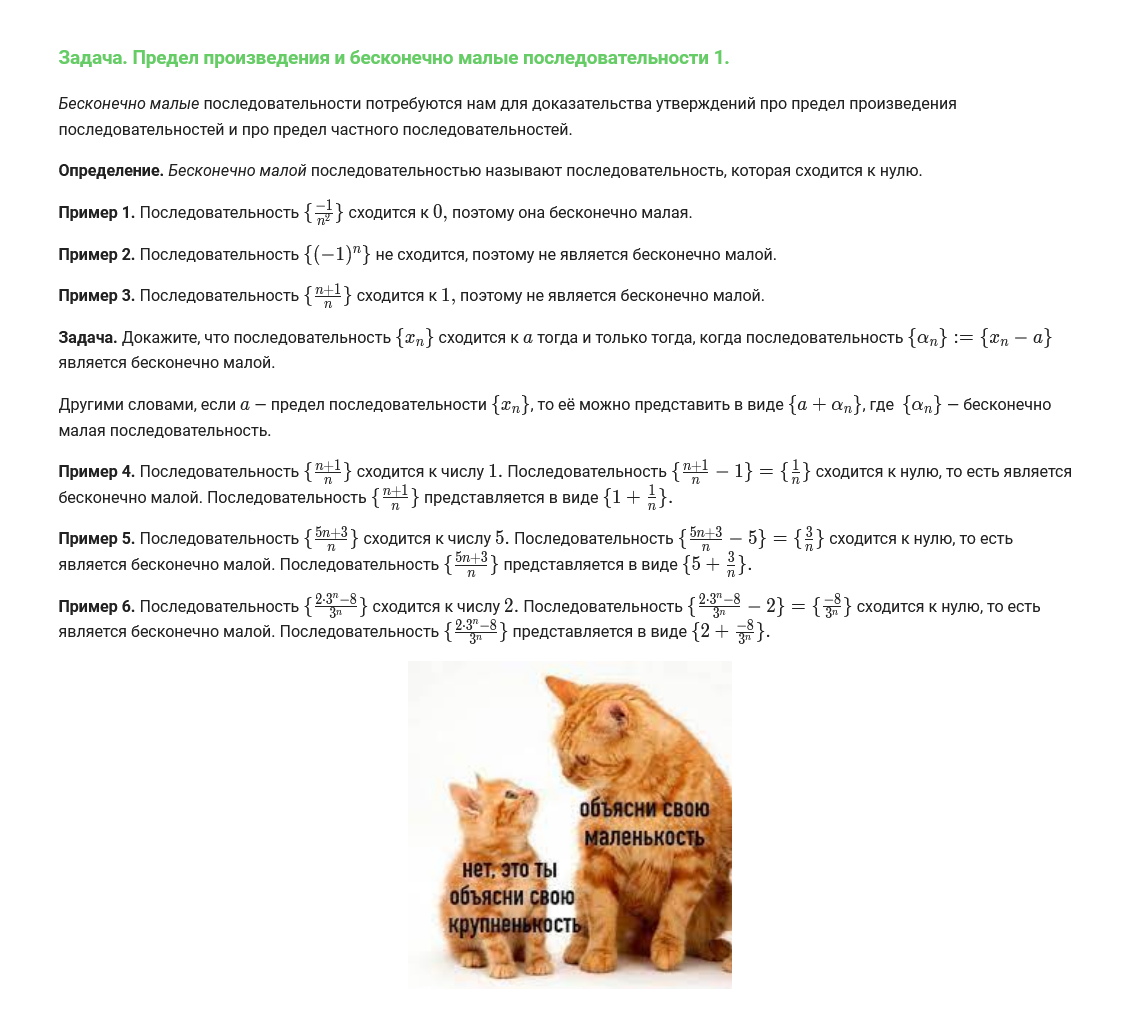 Задача. Предел произведения и бесконечно малые последовательности 1.
Бесконечно малые последовательности потребуются нам для доказательства утверждений про предел произведения
последовательностей и про предел частного последовательностей.
Определение. Бесконечно малой последовательностью называют последовательность, которая сходится к нулю.
Пример 1. Последовательность {\frac{-1}{n^2}} сходится к 0, поэтому она бесконечно малая.
Пример 2. Последовательность {(−1)^n} не сходится, поэтому не является бесконечно малой.
Пример 3. Последовательность {\frac{n+1}{n}} сходится к 1, поэтому не является бесконечно малой.
Задача. Докажите, что последовательность {x_n} сходится к a тогда и только тогда, когда последовательность {α_n} := {x_n − a}
является бесконечно малой.
Другими словами, если a — предел последовательности {x_n}, то её можно представить в виде {a + α_n}, где {α_n} — бесконечно
малая последовательность.
Пример 4. Последовательность {\frac{n+1}{n}} сходится к числу 1. Последовательность {\frac{n+1}{n} − 1} = {\frac{1}{n}} сходится к нулю, то есть является
бесконечно малой. Последовательность {\frac{n+1}{n}} представляется в виде {1 + \frac{1}{n}}.
Пример 5. Последовательность {\frac{5n+3}{n}} сходится к числу 5. Последовательность {\frac{5n+3}{n} − 5} = {\frac{3}{n}} сходится к нулю, то есть
является бесконечно малой. Последовательность {\frac{5n+3}{n}} представляется в виде {5 + \frac{3}{n}}.
Пример 6. Последовательность {\frac{2·3^n−8}{3^n}} сходится к числу 2. Последовательность {\frac{2·3^n−8}{3^n} − 2} = {\frac{−8}{3^n}} сходится к нулю, то есть
является бесконечно малой. Последовательность {\frac{2·3^n−8}{3^n}} представляется в виде {2 + \frac{−8}{3^n}}.
объясни свою
маленькость
нет, это ты
объясни свою
крупненькость